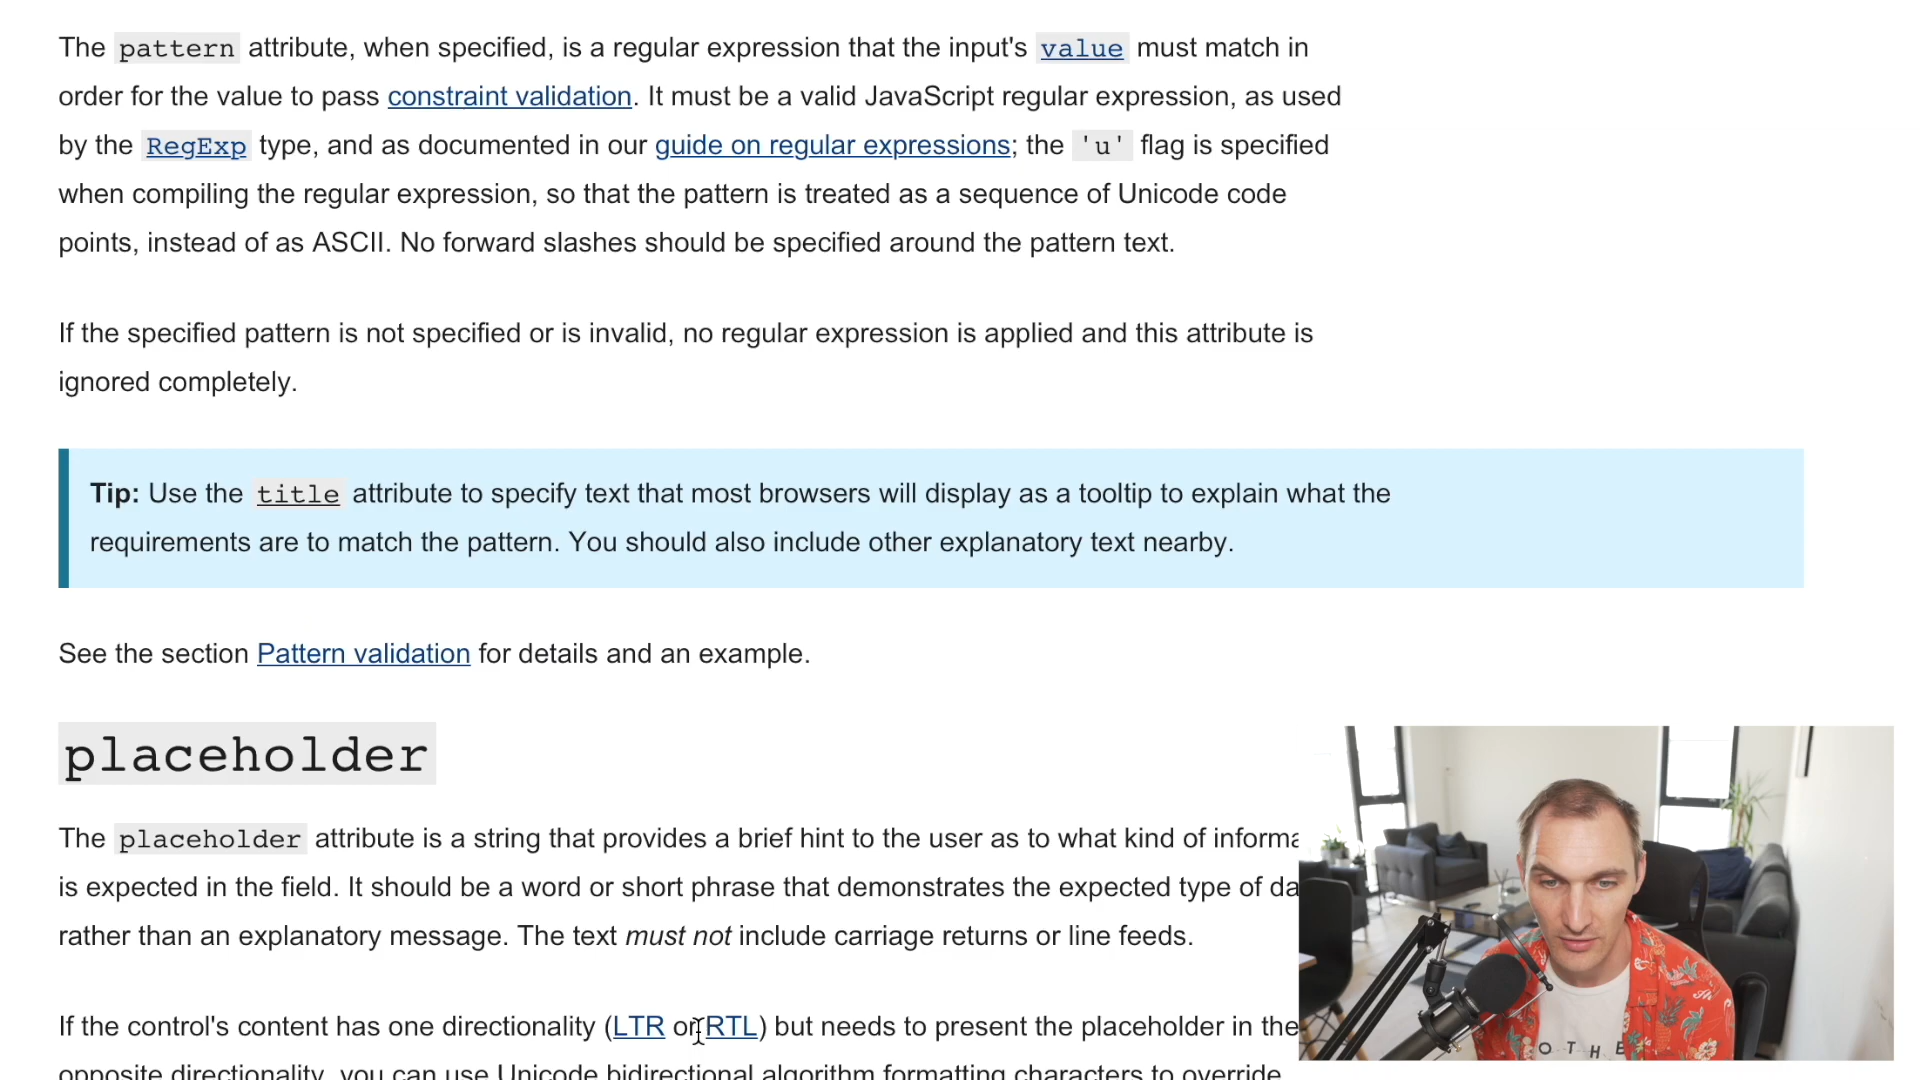 The pattern attribute, when specified, is a regular expression that the input's value must match in
order for the value to pass constraint validation. It must be a valid JavaScript regular expression, as used
by the RegExp type, and as documented in our guide on regular expressions; the 'u' flag is specified
when compiling the regular expression, so that the pattern is treated as a sequence of Unicode code
points, instead of as ASCII. No forward slashes should be specified around the pattern text.
If the specified pattern is not specified or is invalid, no regular expression is applied and this attribute is
ignored completely.
Tip: Use the title attribute to specify text that most browsers will display as a tooltip to explain what the
requirements are to match the pattern. You should also include other explanatory text nearby.
See the section Pattern validation for details and an example.
placeholder
The placeholder attribute is a string that provides a brief hint to the user as to what kind of informa
is expected in the field. It should be a word or short phrase that demonstrates the expected type of da
rather than an explanatory message. The text must not include carriage returns or line feeds.
If the control's content has one directionality (LTR or RTL) but needs to present the placeholder in the
opposite directionality, you can use Unicode bidirectional algorithm formatting characters to override
OTHE